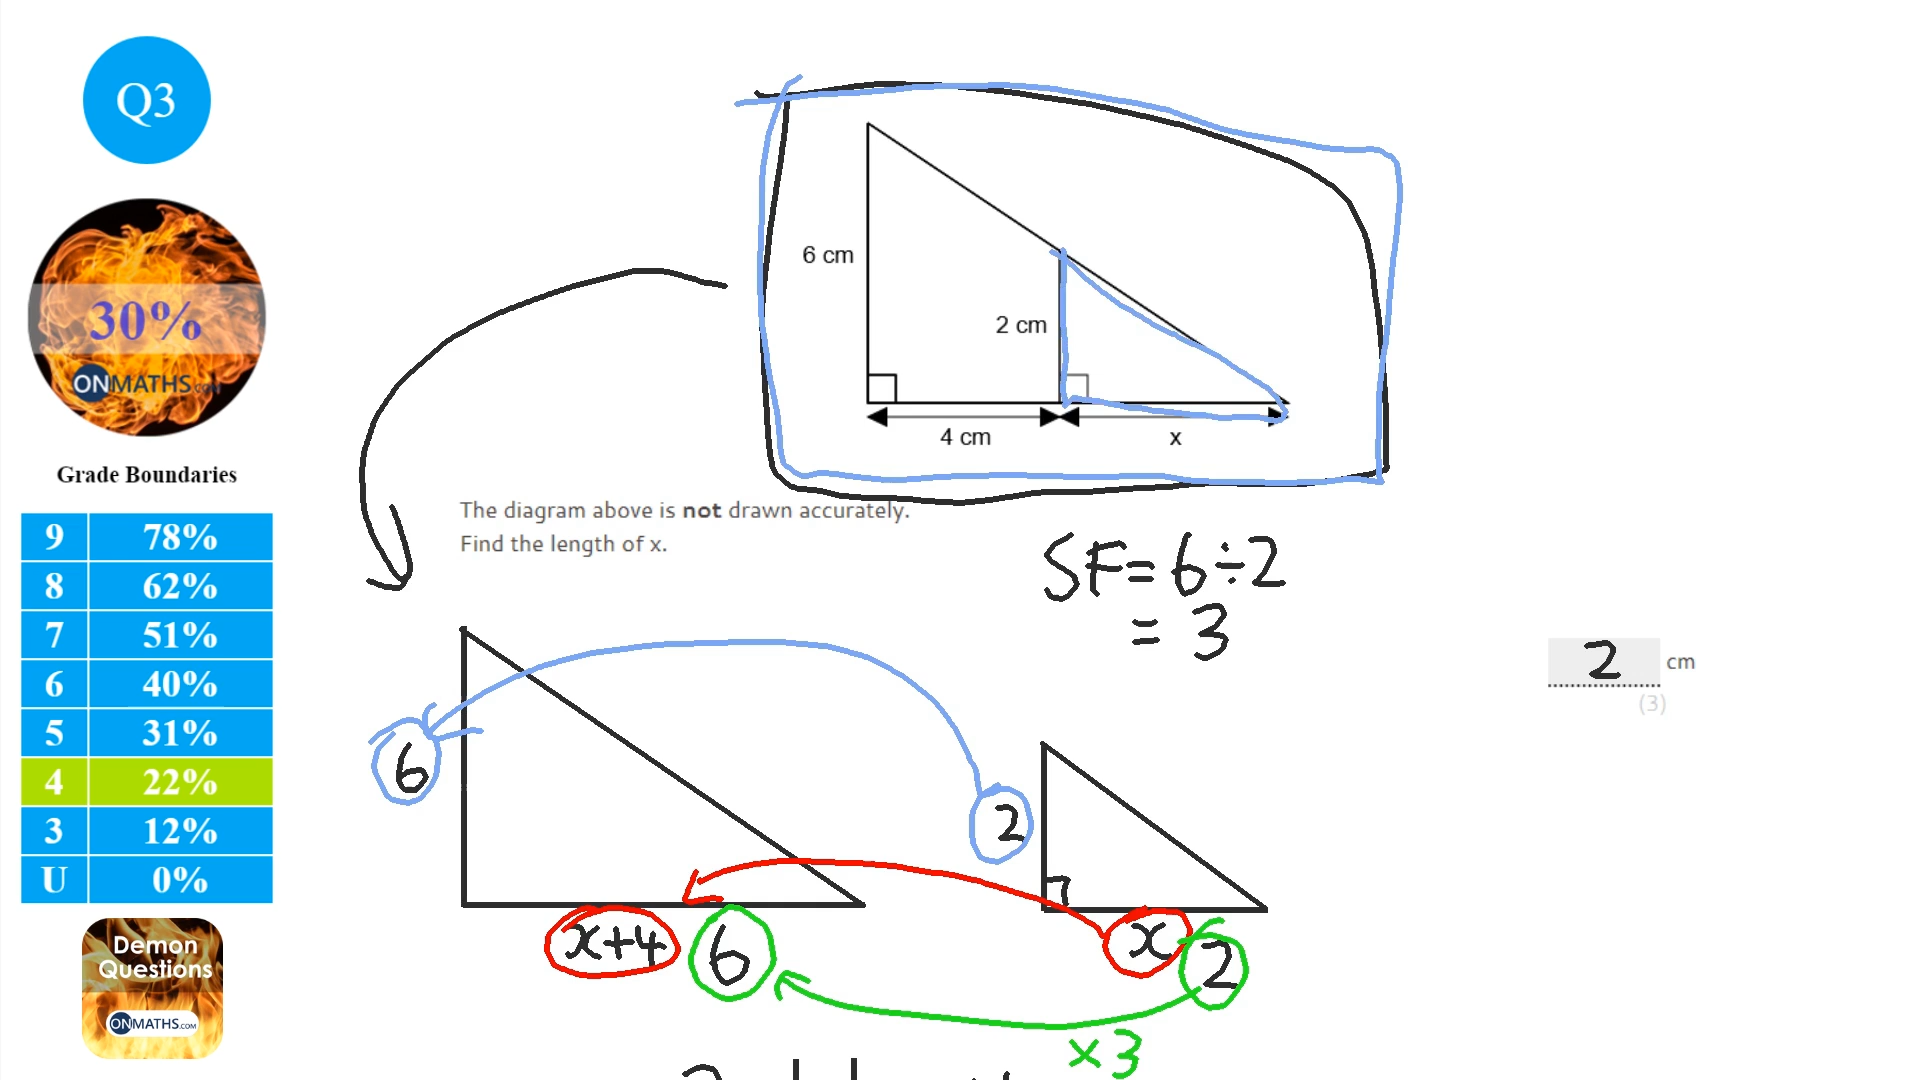 Q3
30%
ONMATHS.com
Grade Boundaries
9 78%
8 62%
7 51%
6 40%
5 31%
4 22%
3 12%
U 0%
Demon
Questions
ONMATHS.COM
6 cm
2 cm
4 cm
x
The diagram above is not drawn accurately.
Find the length of x.
SF = 6 ÷ 2
= 3
2 cm
(3)
6
2
x+4 6
x 2
×3